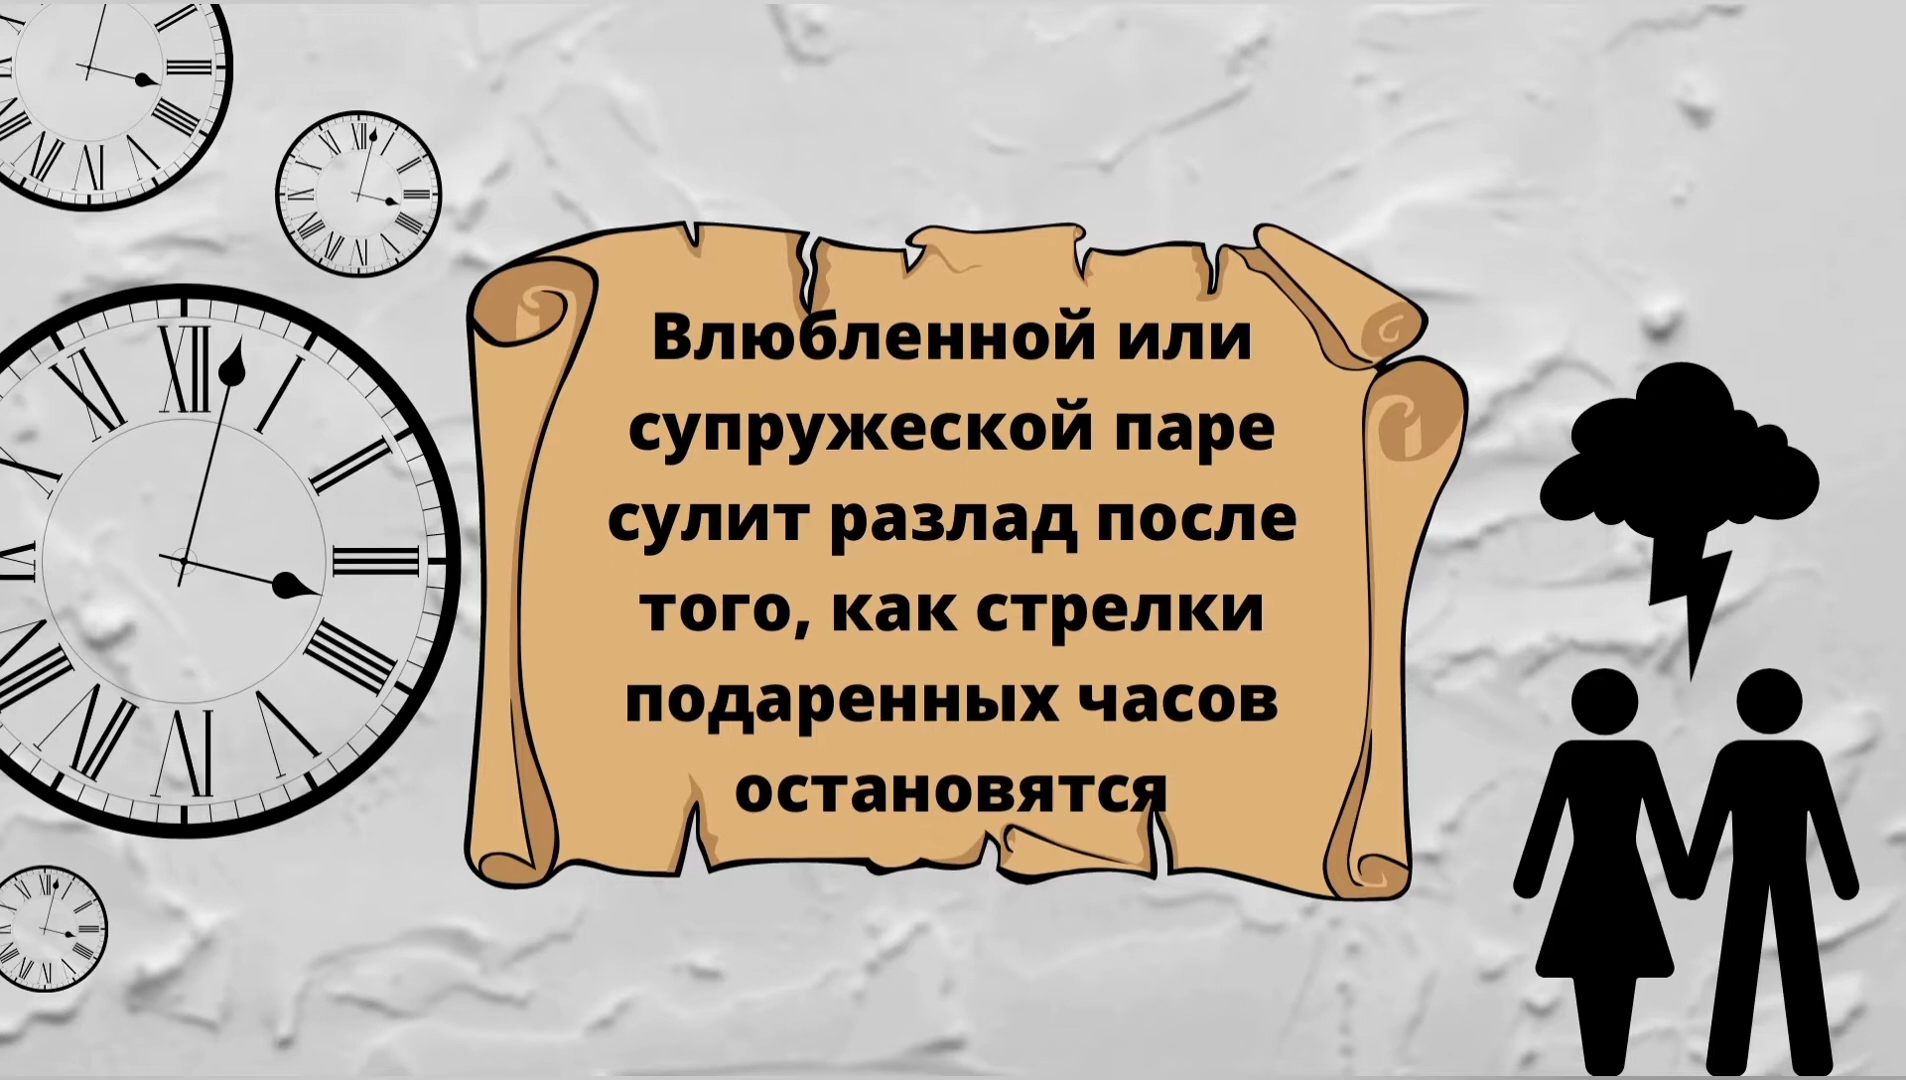 Влюбленной или
супружеской паре
сулит разлад после
того, как стрелки
подаренных часов
остановятся